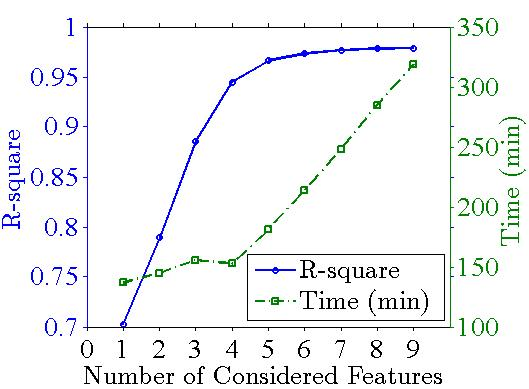 1
0.95
0.9
0.85
0.8
0.75
0.7
R-square
350
300
250
200
150
100
Time (min)
R-square
Time (min)
0 1 2 3 4 5 6 7 8 9
Number of Considered Features